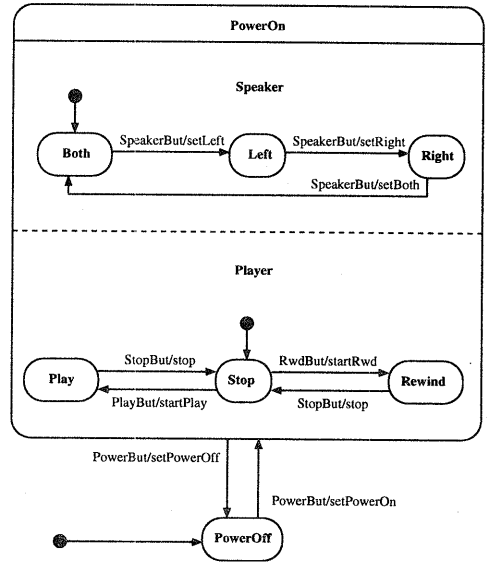 PowerOn
Speaker
SpeakerBut/setLeft
SpeakerBut/setRight
Both
Left
Right
SpeakerBut/setBoth
Player
StopBut/stop
RwdBut/startRwd
Play
Stop
Rewind
PlayBut/startPlay
StopBut/stop
PowerBut/setPowerOff
PowerBut/setPowerOn
PowerOff